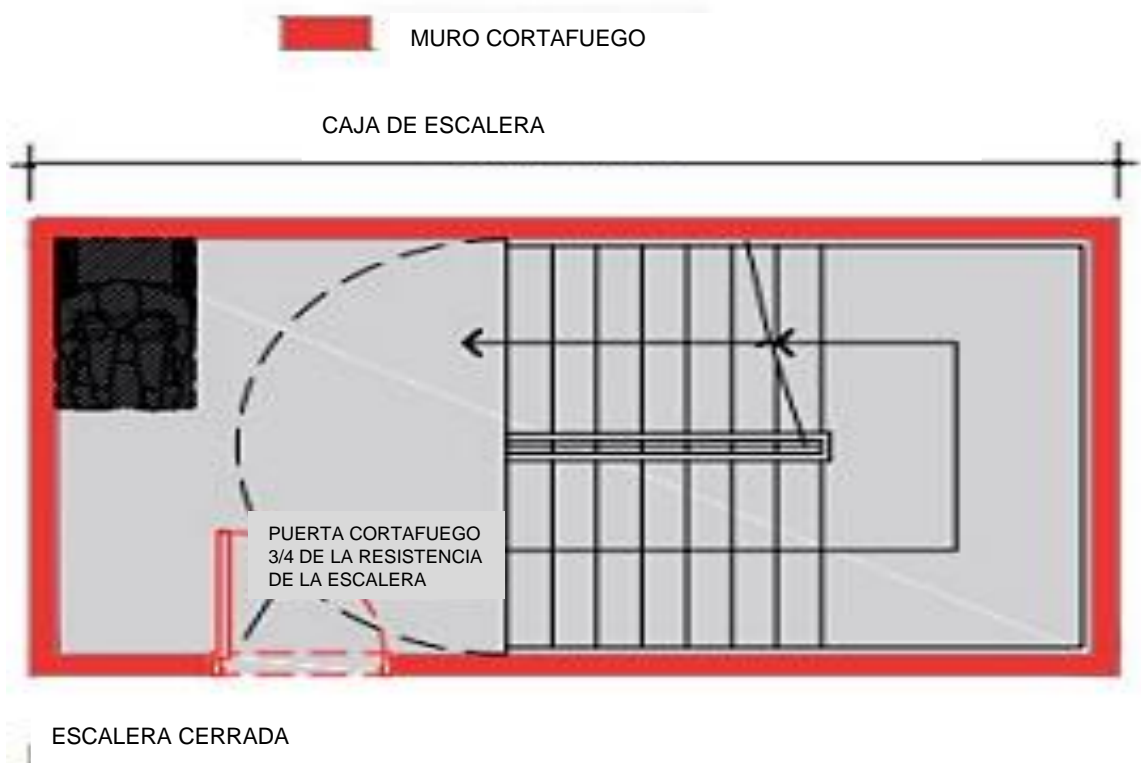 MURO CORTAFUEGO
CAJA DE ESCALERA
PUERTA CORTAFUEGO
3/4 DE LA RESISTENCIA
DE LA ESCALERA
ESCALERA CERRADA